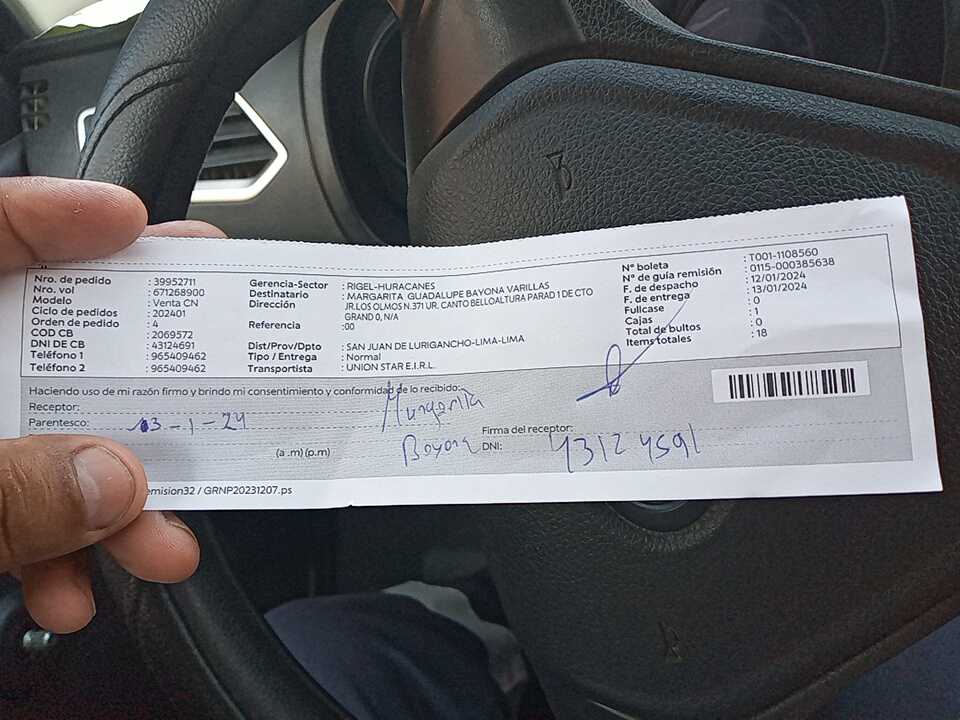 Nro. de pedido : 39952711
Nro. vol : 671268900
Modelo : Venta CN
Ciclo de pedidos : 202401
Orden de pedido : 4
COD CB : 2069572
DNI DE CB : 43124691
Teléfono 1 : 965409462
Teléfono 2 : 965409462
Gerencia-Sector : RIGEL-HURACANES
Destinatario : MARGARITA GUADALUPE BAYONA VARILLAS
Dirección : JR.LOS OLMOS N.371 UR. CANTO BELLOALTURA PARAD 1 DE CTO
GRAND 0, N/A
Referencia :00
Dist/Prov/Dpto : SAN JUAN DE LURIGANCHO-LIMA-LIMA
Tipo / Entrega : Normal
Transportista : UNION STAR E.I.R.L.
N° boleta : T001-1108560
N° de guía remisión : 0115-000385638
F. de despacho : 12/01/2024
F. de entrega : 13/01/2024
Fullcase : 0
Cajas : 1
Total de bultos : 0
Items totales : 18
Haciendo uso de mi razón firmo y brindo mi consentimiento y conformidad de lo recibido:
Receptor:
Parentesco: 13-1-24
(a .m) (p.m)
Bayona
Firma del receptor:
DNI: 43124591
emision32 / GRNP20231207.ps